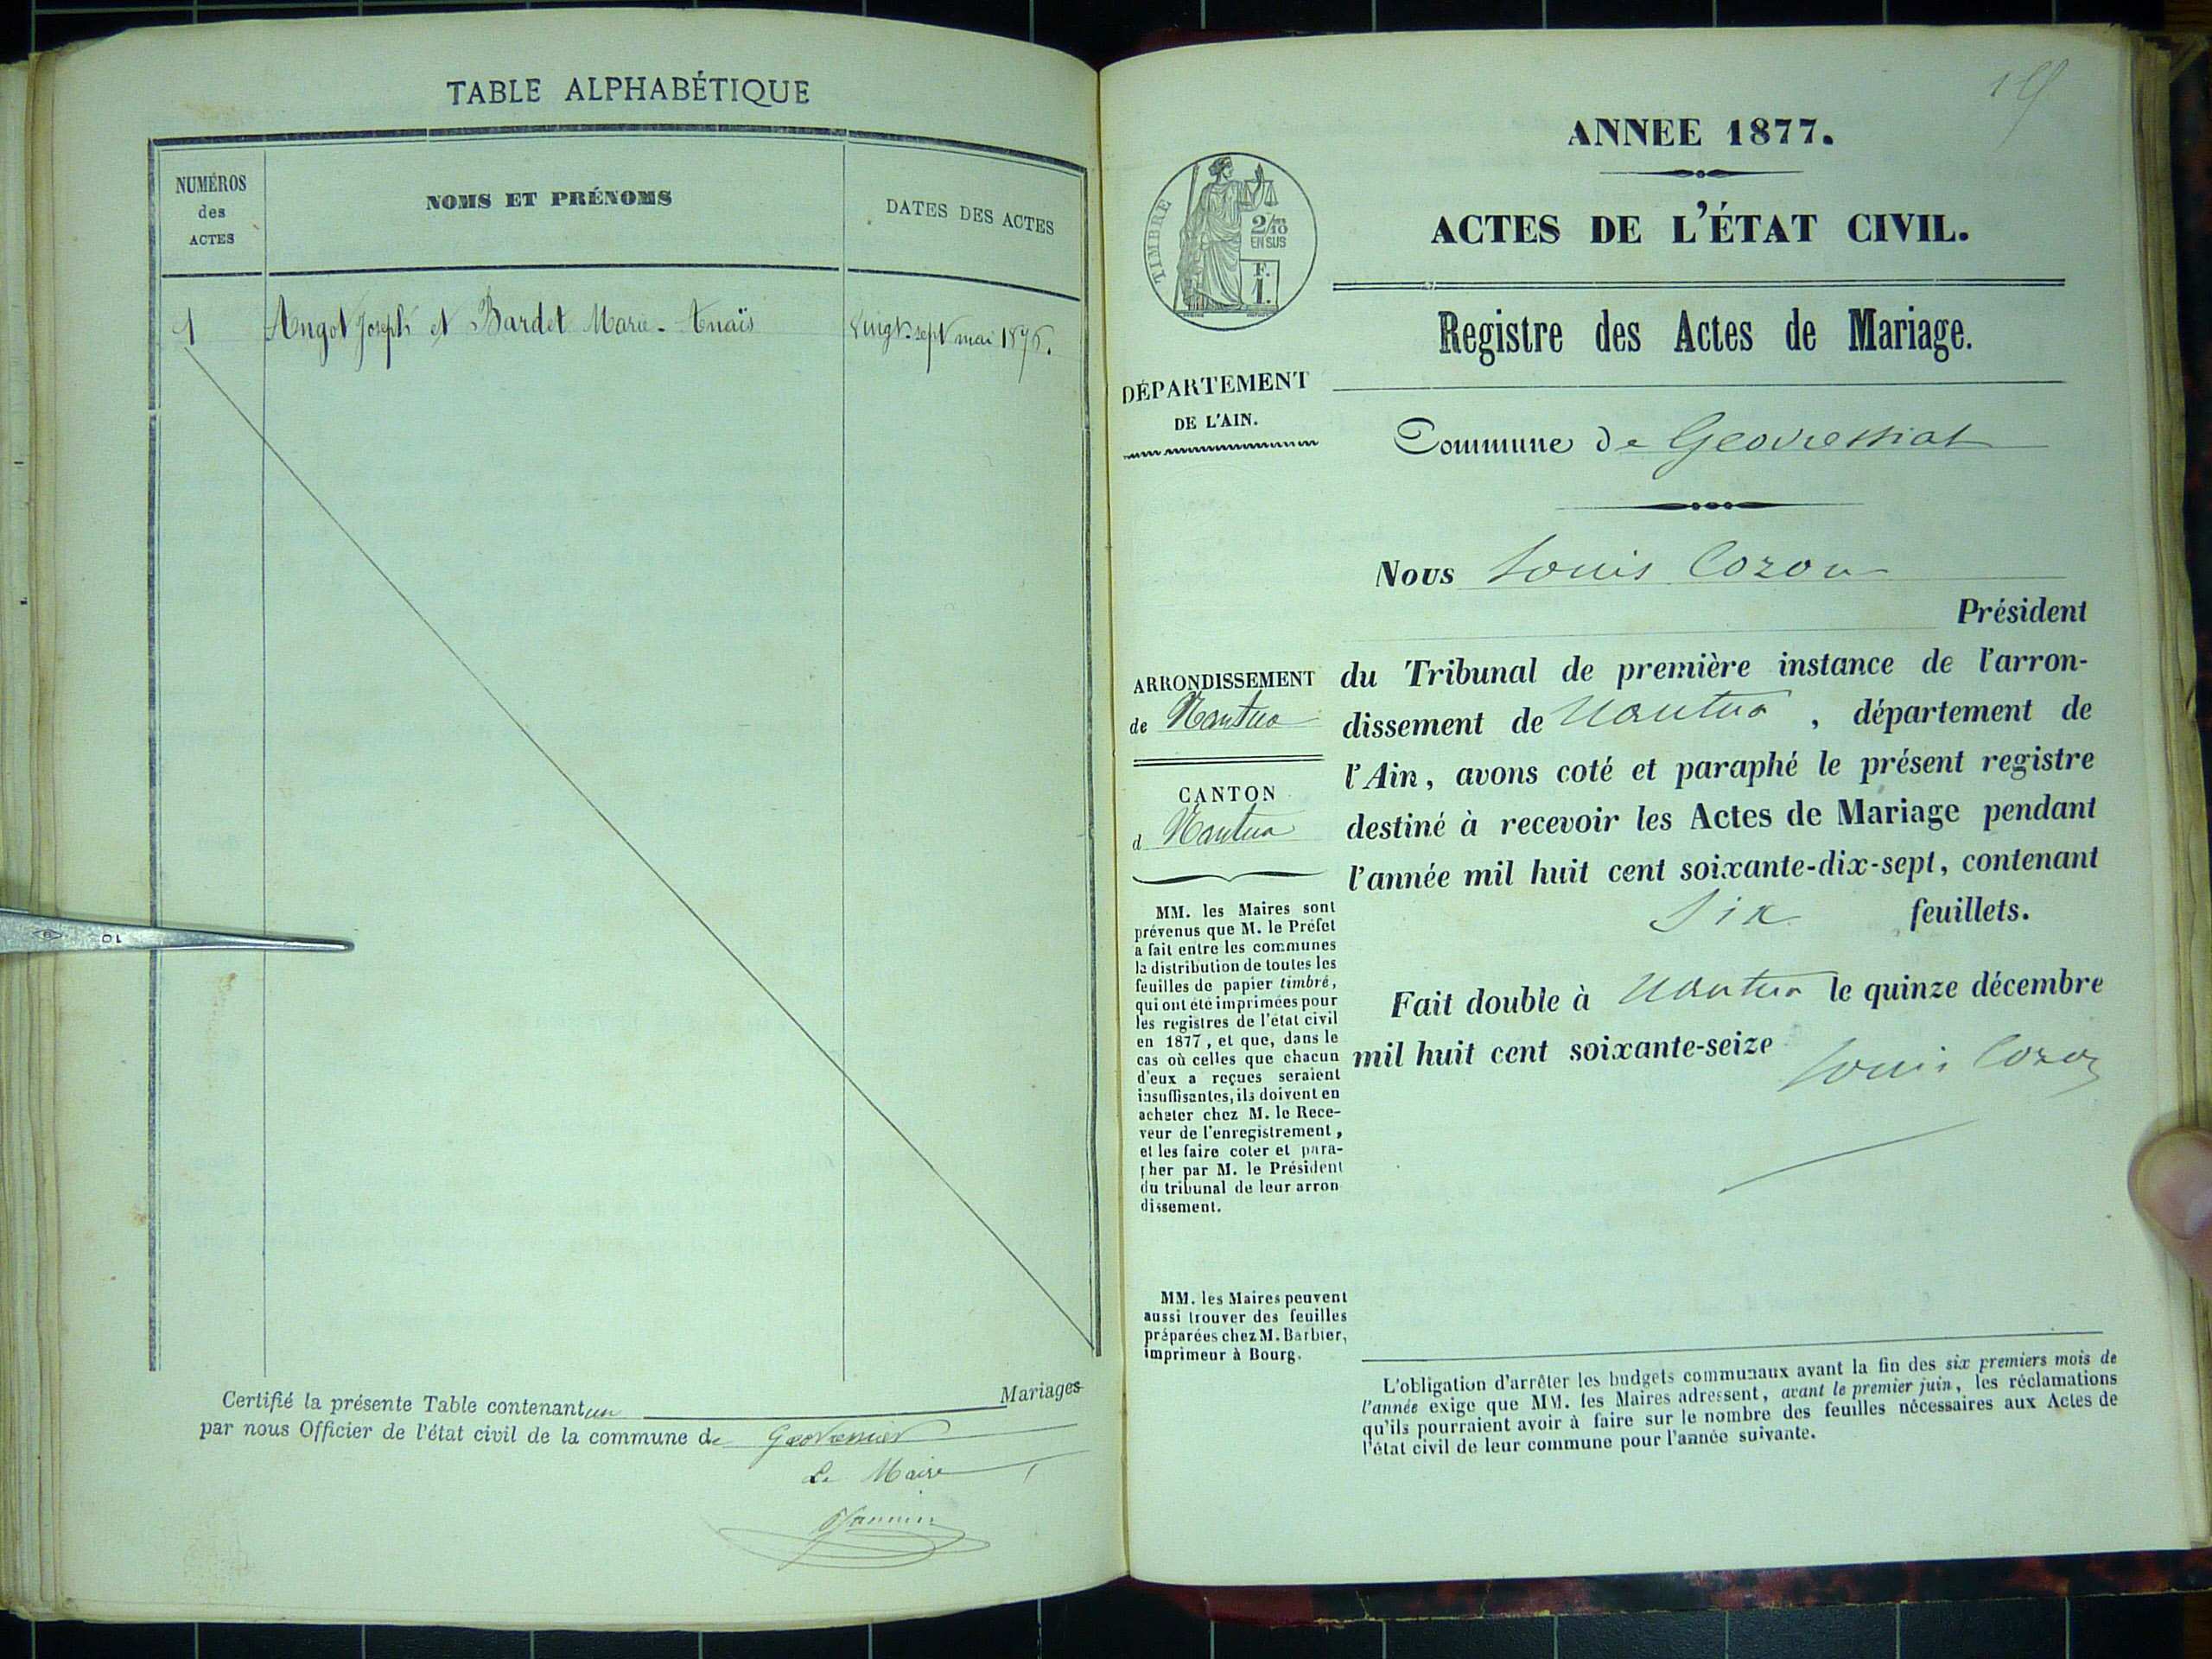 TABLE ALPHABÉTIQUE
NUMÉROS
des
ACTES
NOMS ET PRÉNOMS
DATES DES ACTES
1
Angot Joseph et Bardet Marie-Anaïs
Vingt-sept mai 1876.
Certifié la présente Table contenant un Mariages
par nous Officier de l'état civil de la commune de
Le Maire
10
ANNEE 1877.
ACTES DE L'ÉTAT CIVIL.
TIMBRE
2/10
EN SUS
F.
1.
Registre des Actes de Mariage.
DÉPARTEMENT
DE L'AIN.
Commune de Geovressiat
Nous Louis Cozon
Président
ARRONDISSEMENT
de Nantua
CANTON
d Nantua
du Tribunal de première instance de l'arron-
dissement de Nantua, département de
l'Ain, avons coté et paraphé le présent registre
destiné à recevoir les Actes de Mariage pendant
l'année mil huit cent soixante-dix-sept, contenant
Six feuillets.
Fait double à Nantua le quinze décembre
mil huit cent soixante-seize
Louis Cozon
MM. les Maires sont
prévenus que M. le Préfet
a fait entre les communes
la distribution de toutes les
feuilles de papier timbré,
qui ont été imprimées pour
les registres de l'état civil
en 1877, et que, dans le
cas où celles que chacun
d'eux a reçues seraient
insuffisantes, ils doivent en
acheter chez M. le Rece-
veur de l'enregistrement,
et les faire coter et para-
pher par M. le Président
du tribunal de leur arron
dissement.
MM. les Maires peuvent
aussi trouver des feuilles
préparées chez M. Barbier,
imprimeur à Bourg.
L'obligation d'arrêter les budgets communaux avant la fin des six premiers mois de
l'année exige que MM. les Maires adressent, avant le premier juin, les réclamations
qu'ils pourraient avoir à faire sur le nombre des feuilles nécessaires aux Actes de
l'état civil de leur commune pour l'année suivante.